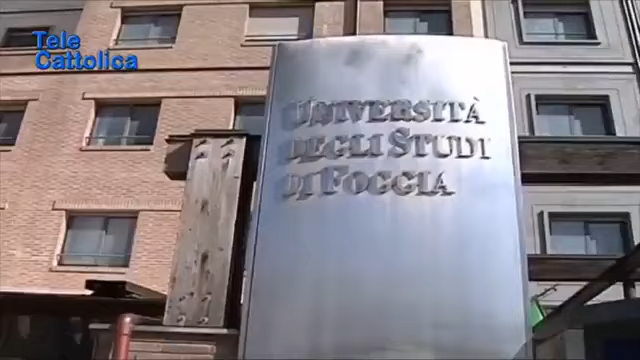 Tele
Cattolica
UNIVERSITÀ
DEGLI STUDI
DI FOGGIA